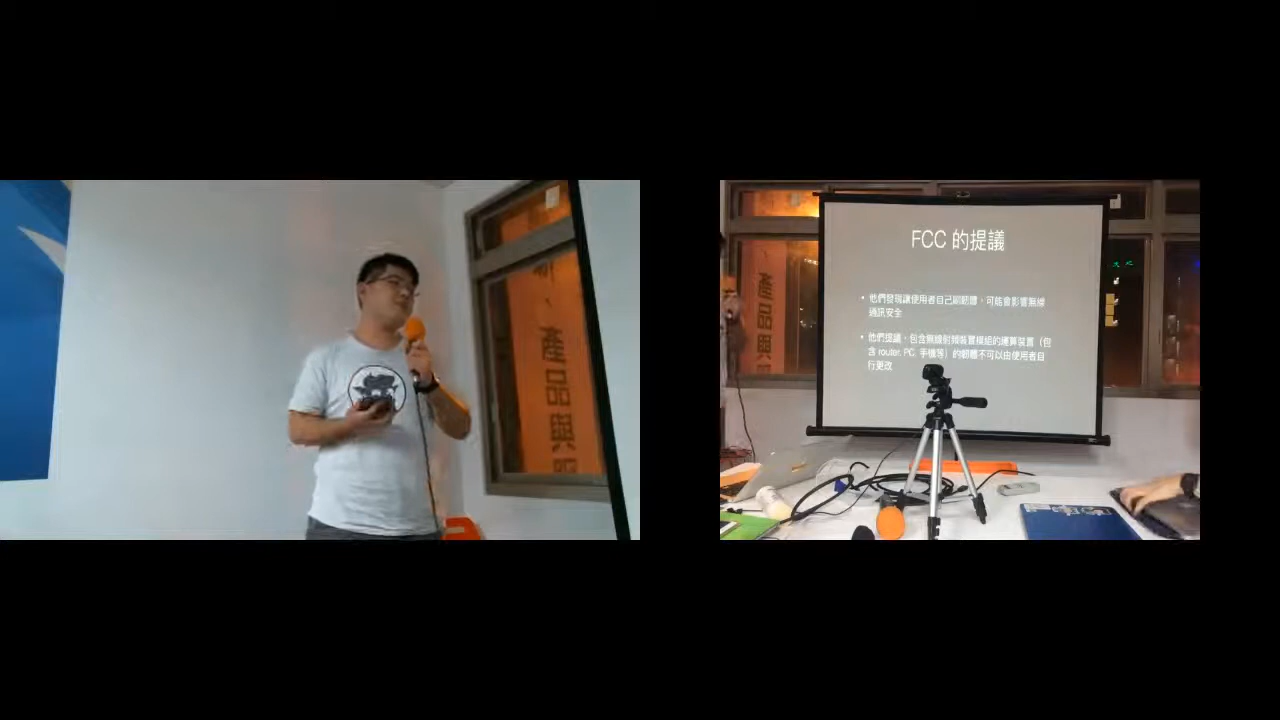 產品與
FCC 的提議
• 他們發現讓使用者自己刷韌體，可能會影響無線
通訊安全
• 他們提議，包含無線射頻裝置模組的運算裝置（包
含 router, PC, 手機等）的韌體不可以由使用者自
行更改
產品與